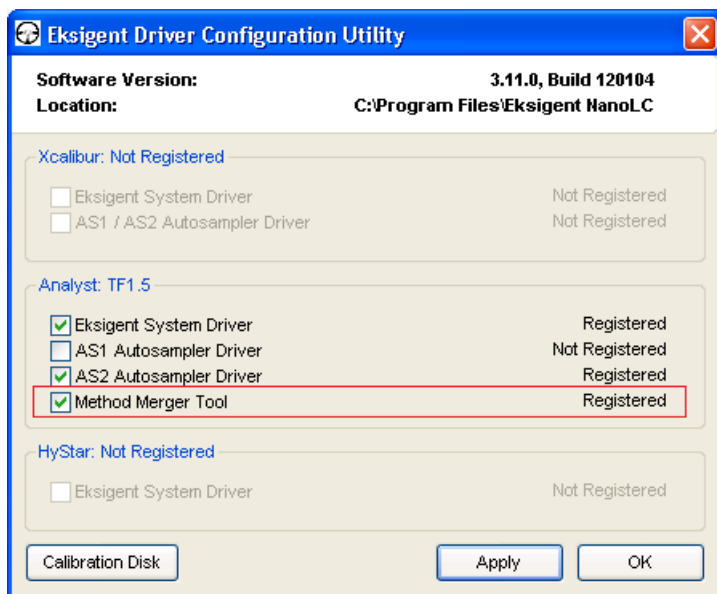 Eksigent Driver Configuration Utility
Software Version: 3.11.0, Build 120104
Location: C:\Program Files\Eksigent NanoLC
Xcalibur: Not Registered
Eksigent System Driver Not Registered
AS1 / AS2 Autosampler Driver Not Registered
Analyst: TF1.5
Eksigent System Driver Registered
AS1 Autosampler Driver Not Registered
AS2 Autosampler Driver Registered
Method Merger Tool Registered
HyStar: Not Registered
Eksigent System Driver Not Registered
Calibration Disk Apply OK